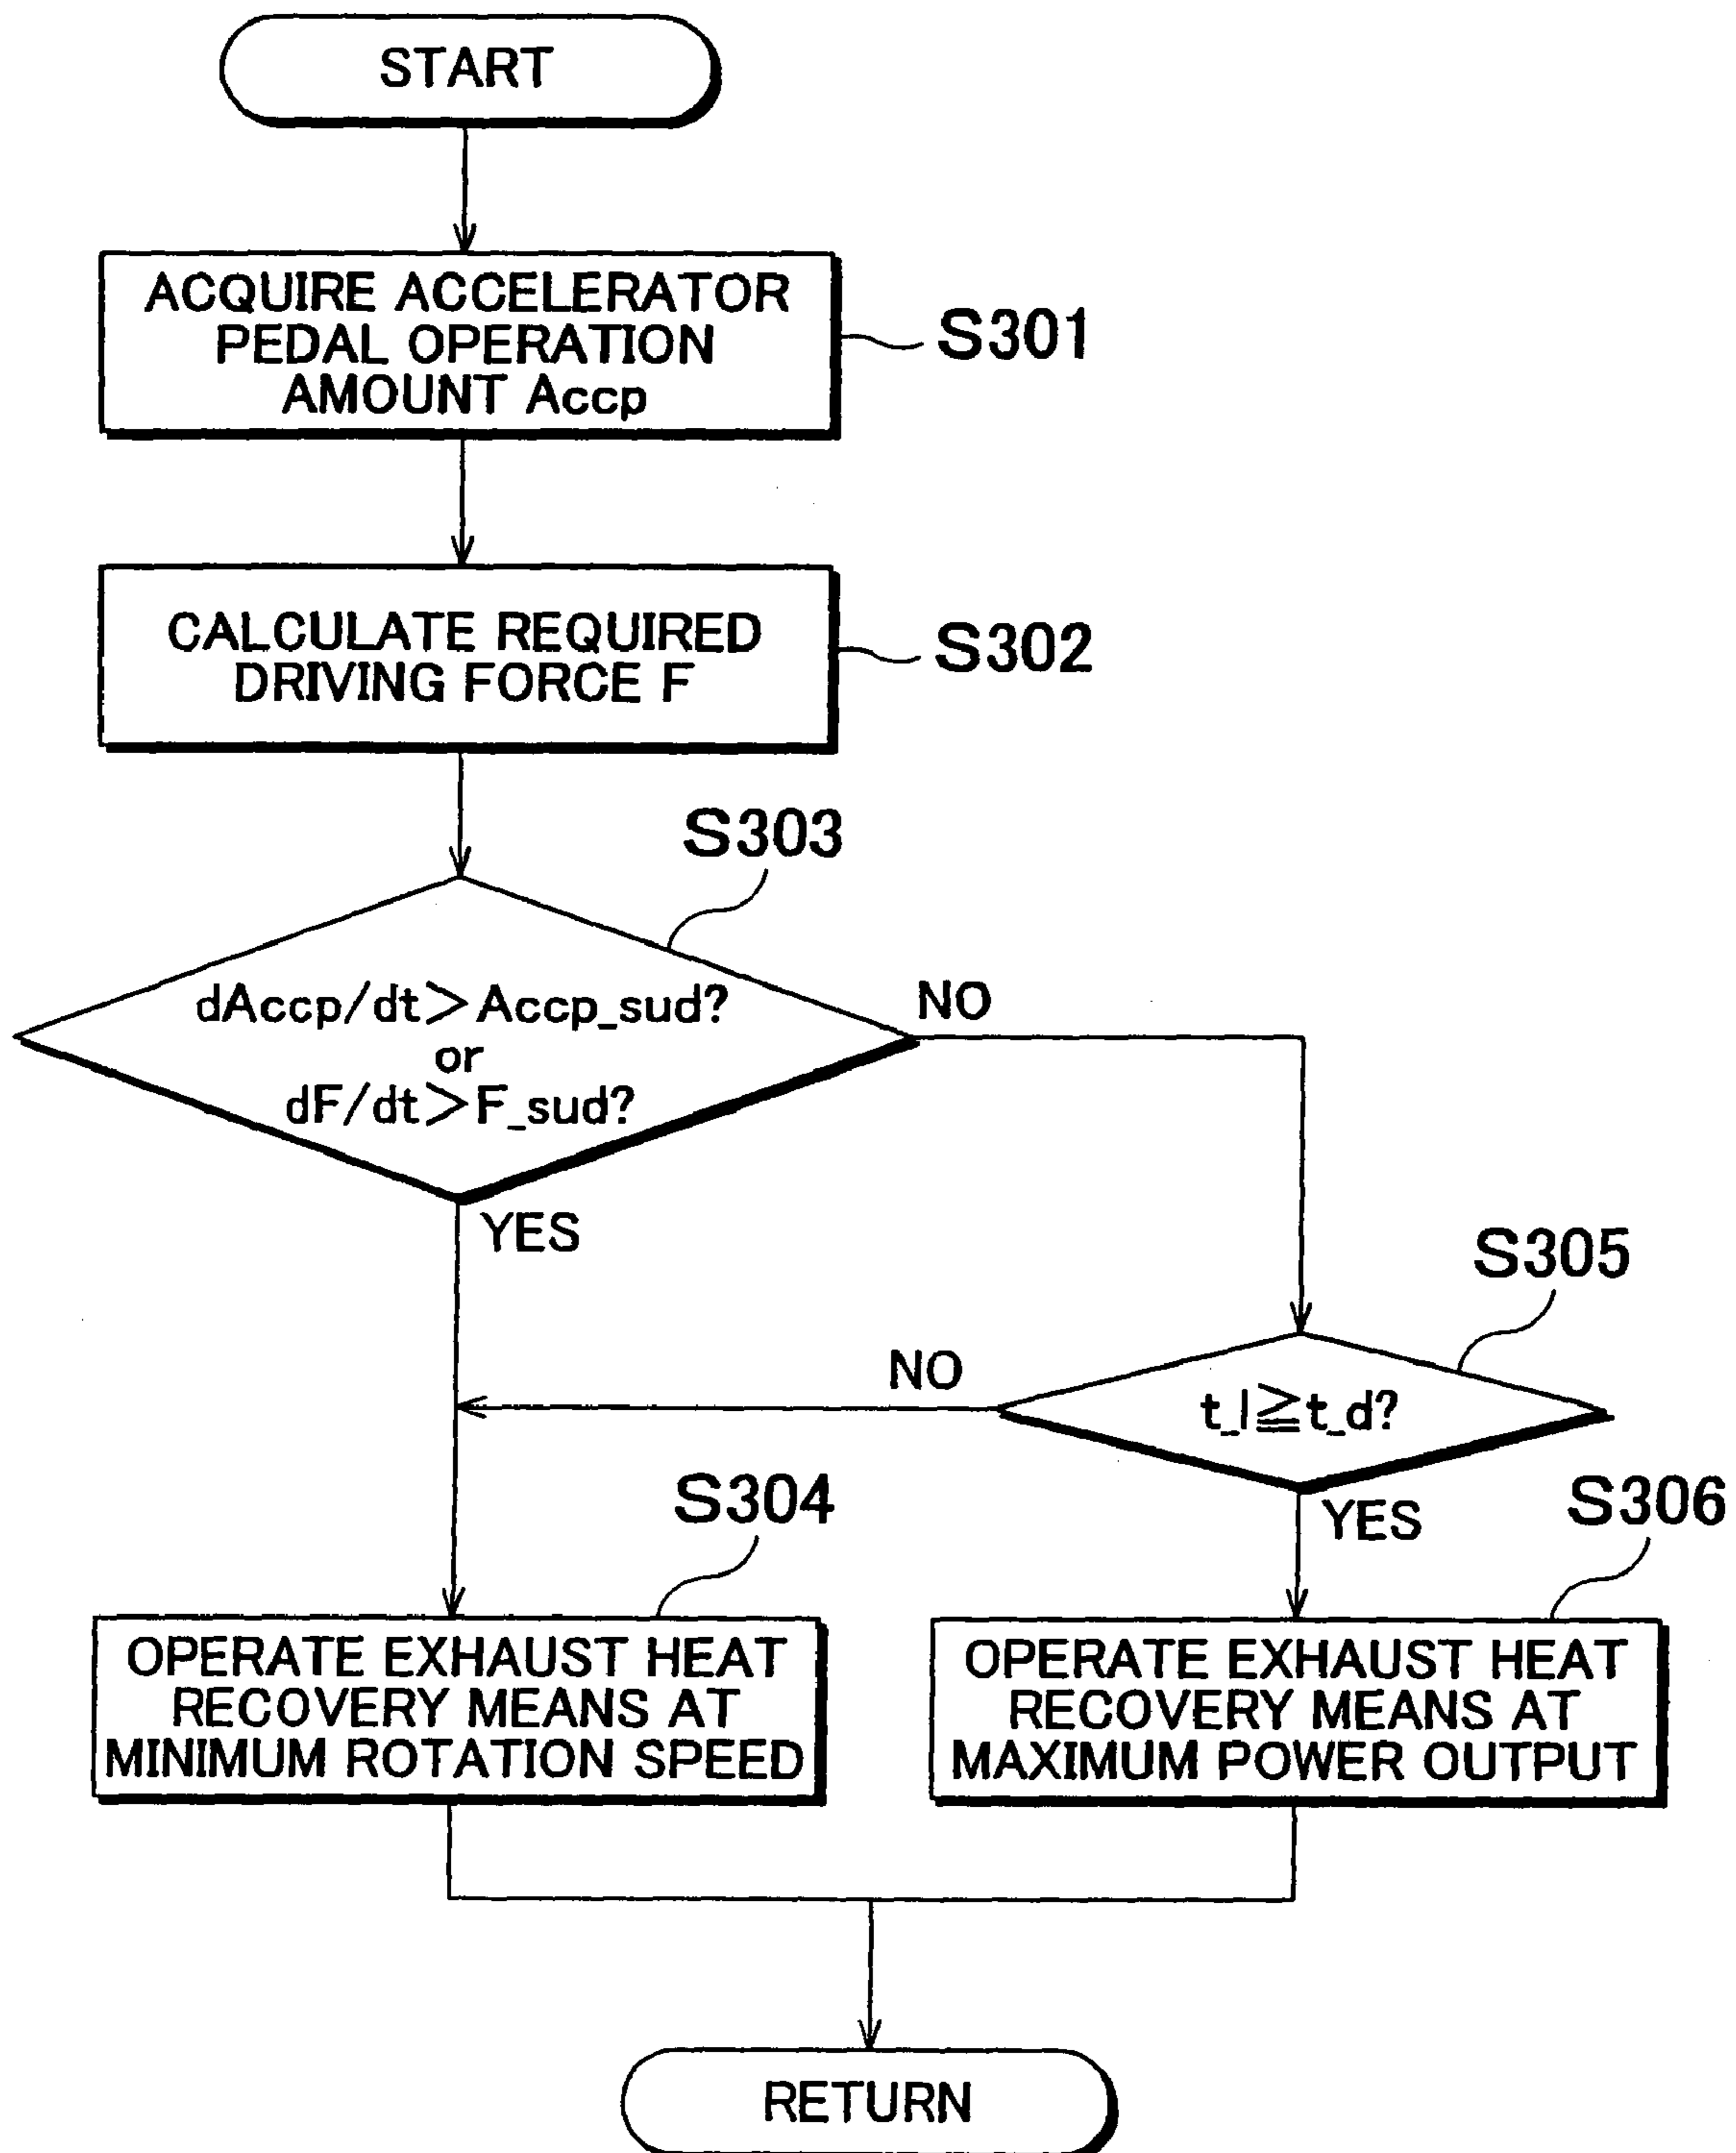 START
ACQUIRE ACCELERATOR
PEDAL OPERATION
AMOUNT Accp
S301
CALCULATE REQUIRED
DRIVING FORCE F
S302
S303
dAccp/dt>Accp_sud?
or
dF/dt>F_sud?
NO
YES
S305
t_l≧t_d?
NO
YES
S304
OPERATE EXHAUST HEAT
RECOVERY MEANS AT
MINIMUM ROTATION SPEED
S306
OPERATE EXHAUST HEAT
RECOVERY MEANS AT
MAXIMUM POWER OUTPUT
RETURN